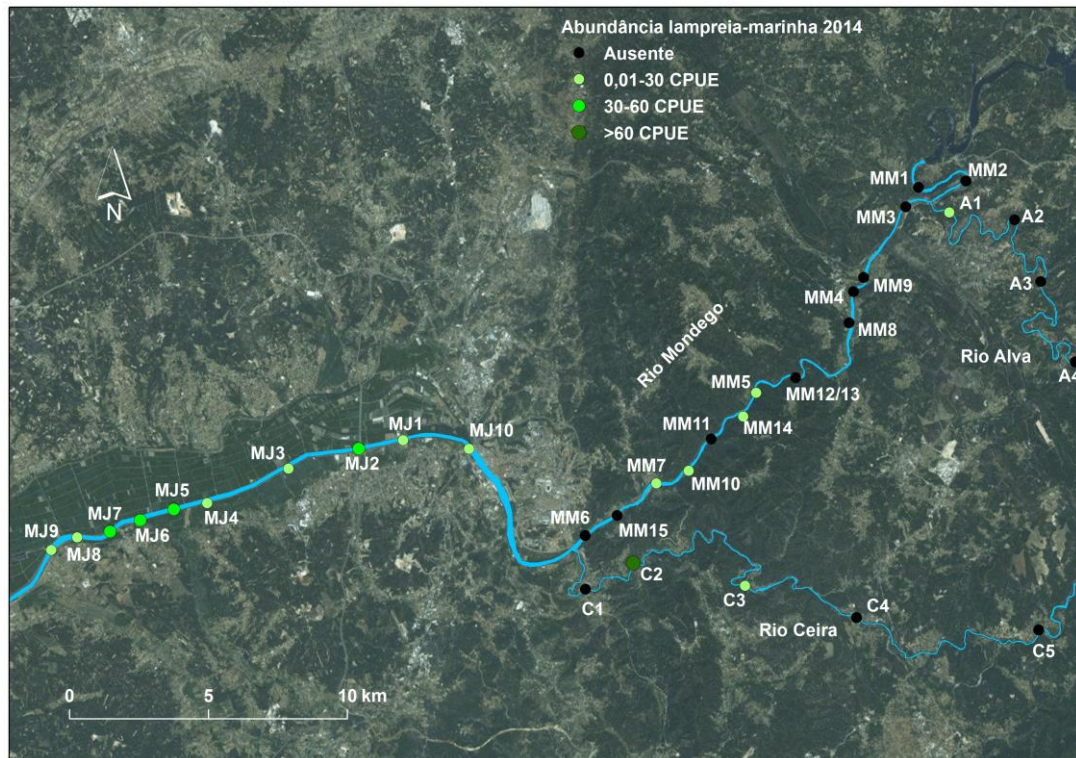 Abundância lampreia-marinha 2014
Ausente
0,01-30 CPUE
30-60 CPUE
>60 CPUE
N
MM1
MM2
MM3
A1
A2
A3
MM4
MM9
MM8
Rio Mondego
Rio Alva
A4
MM5
MM12/13
MM14
MM11
MJ1
MJ10
MJ3
MJ2
MM7
MM10
MJ5
MJ4
MJ7
MJ6
MJ9
MJ8
MM6
MM15
C2
C1
C3
C4
Rio Ceira
C5
0 5 10 km